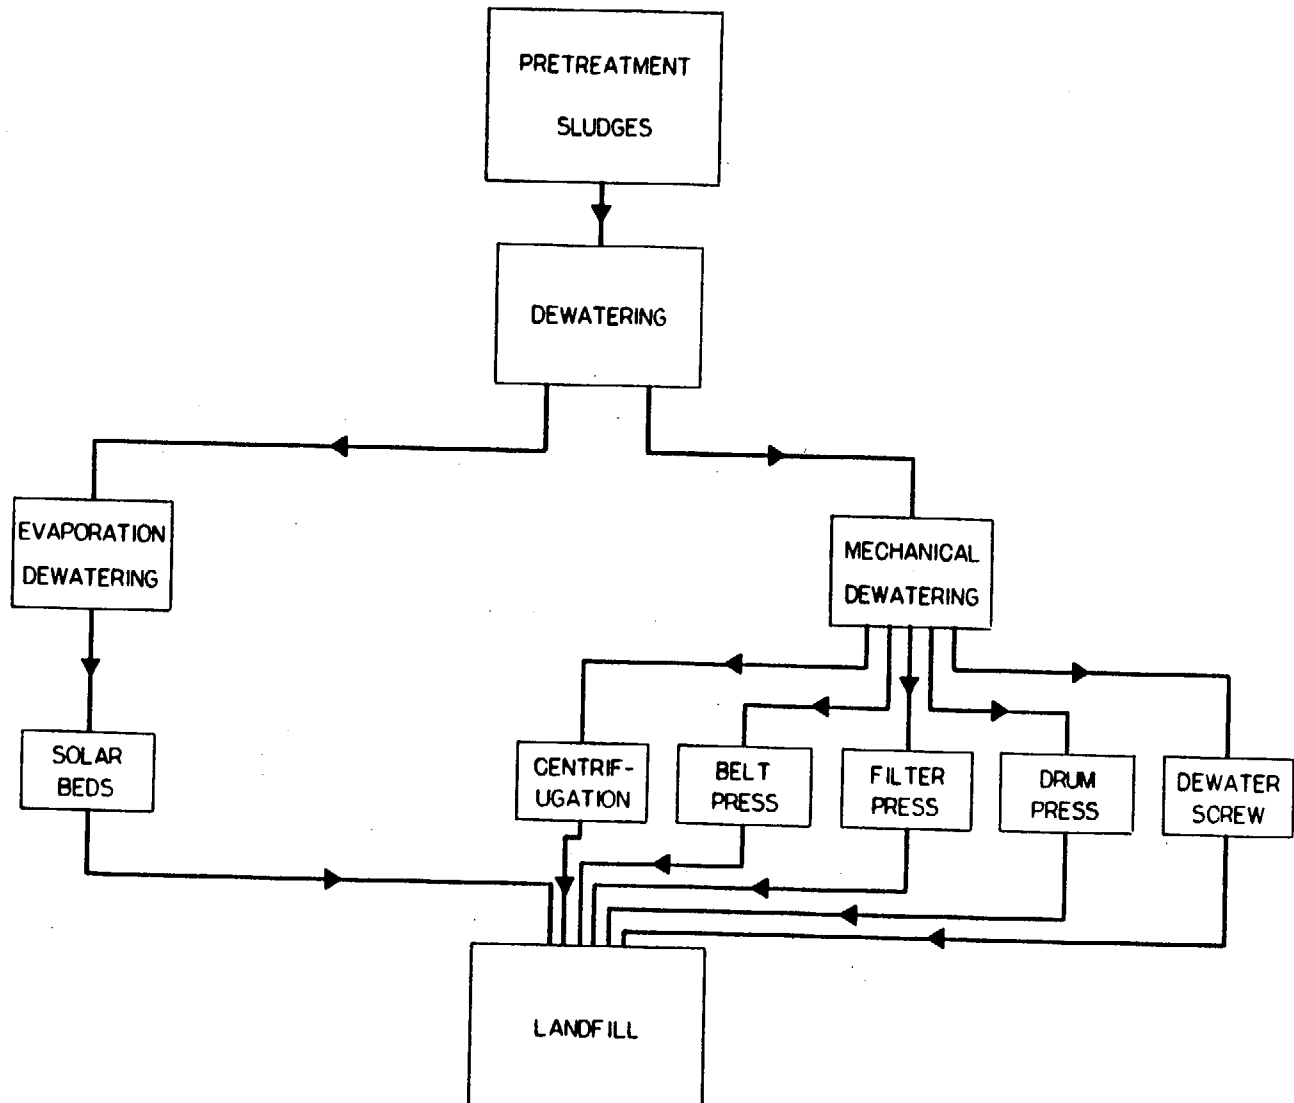 PRETREATMENT
SLUDGES
DEWATERING
EVAPORATION
DEWATERING
MECHANICAL
DEWATERING
SOLAR
BEDS
CENTRIF-
UGATION
BELT
PRESS
FILTER
PRESS
DRUM
PRESS
DEWATER
SCREW
LANDFILL